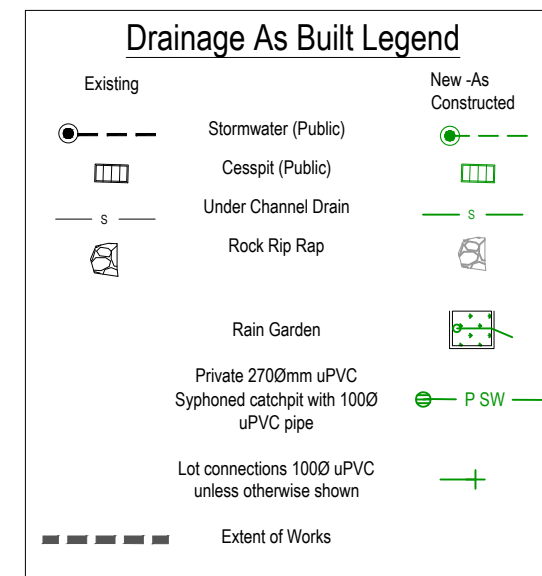 Drainage As Built Legend
Existing
New -As
Constructed
Stormwater (Public)
Cesspit (Public)
S
Under Channel Drain
S
Rock Rip Rap
Rain Garden
Private 270Ømm uPVC
Syphoned catchpit with 100Ø
uPVC pipe
P SW
Lot connections 100Ø uPVC
unless otherwise shown
Extent of Works